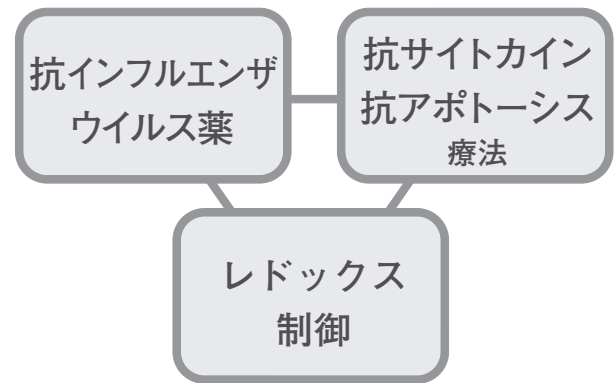 抗インフルエンザ
ウイルス薬
抗サイトカイン
抗アポトーシス
療法
レドックス
制御